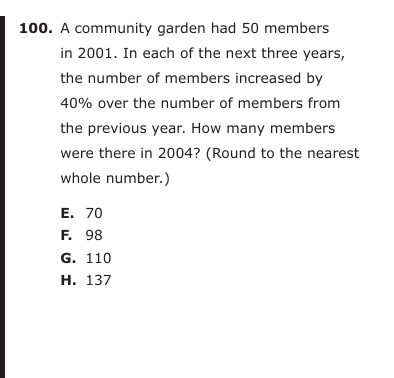 100. A community garden had 50 members
in 2001. In each of the next three years,
the number of members increased by
40% over the number of members from
the previous year. How many members
were there in 2004? (Round to the nearest
whole number.)
E. 70
F. 98
G. 110
H. 137